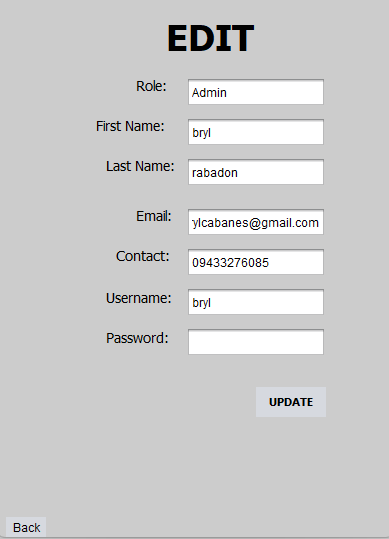 EDIT
Role: Admin
First Name: bryl
Last Name: rabadon
Email: ylcabanes@gmail.com
Contact: 09433276085
Username: bryl
Password:
UPDATE
Back